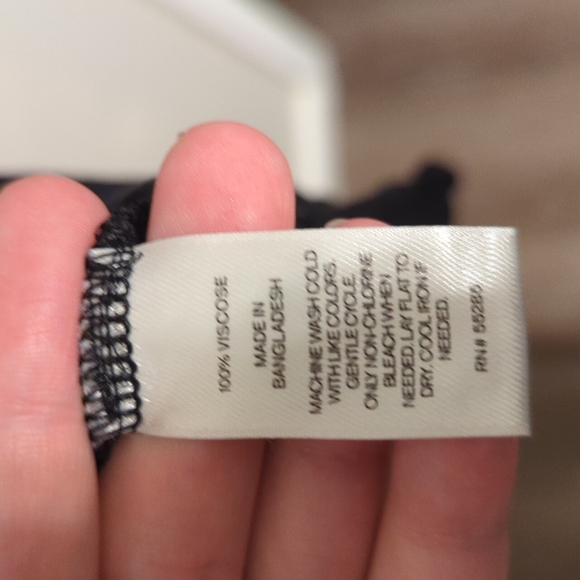 100% VISCOSE
MADE IN
BANGLADESH
MACHINE WASH COLD
WITH LIKE COLORS.
GENTLE CYCLE.
ONLY NON-CHLORINE
BLEACH WHEN
NEEDED.LAY FLAT TO
DRY. COOL IRON IF
NEEDED.
RN# 55285